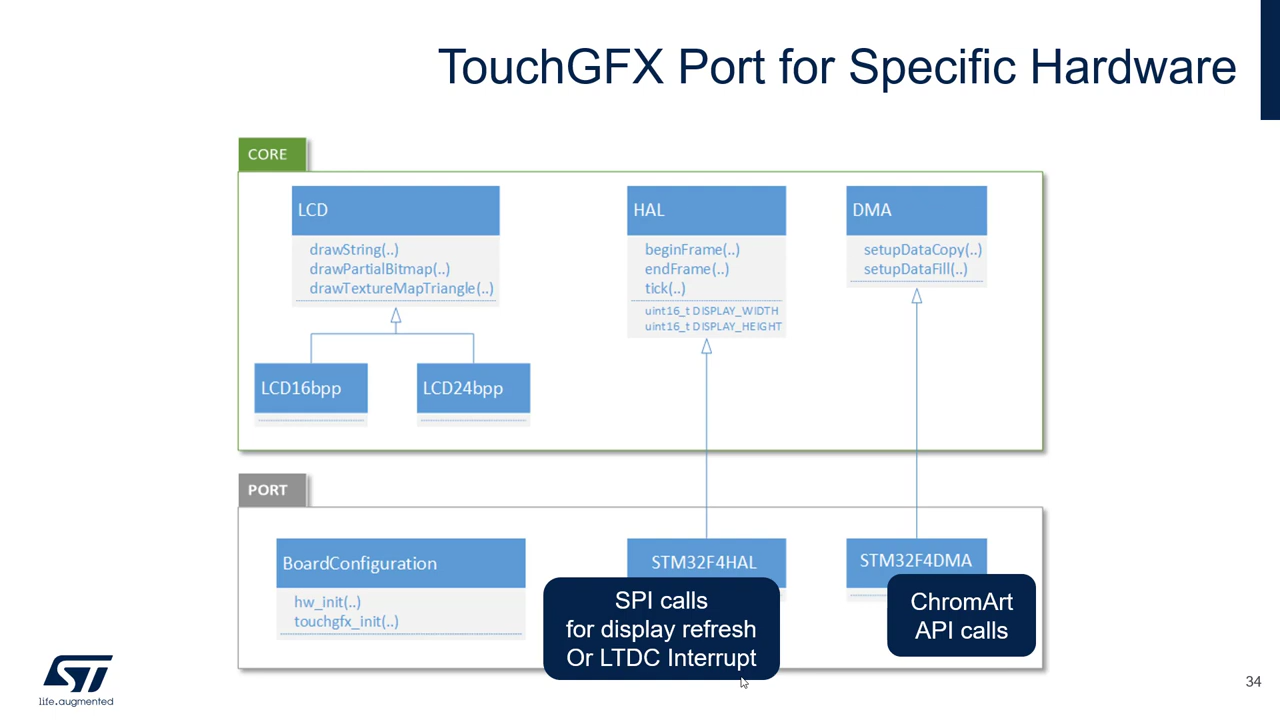 TouchGFX Port for Specific Hardware
CORE
LCD
drawString(..)
drawPartialBitmap(..)
drawTextureMapTriangle(..)
LCD16bpp
LCD24bpp
HAL
beginFrame(..)
endFrame(..)
tick(..)
uint16_t DISPLAY_WIDTH
uint16_t DISPLAY_HEIGHT
DMA
setupDataCopy(..)
setupDataFill(..)
PORT
BoardConfiguration
hw_init(..)
touchgfx_init(..)
STM32F4HAL
SPI calls
for display refresh
Or LTDC Interrupt
STM32F4DMA
ChromArt
API calls
ST
life.augmented
34